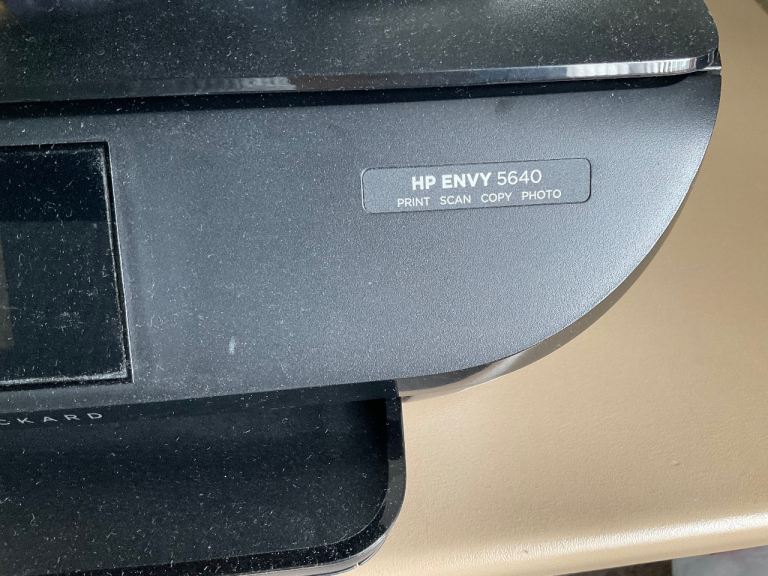 HP ENVY 5640
PRINT SCAN COPY PHOTO
CKARD